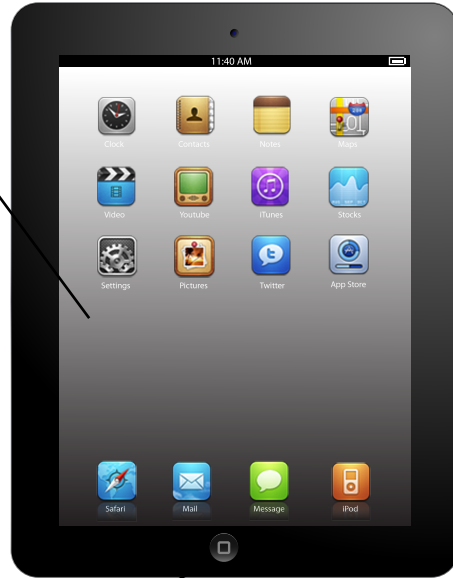 11:40 AM
Clock Contacts Notes Maps
Video Youtube iTunes Stocks
Settings Pictures Twitter App Store
Safari Mail Message iPod